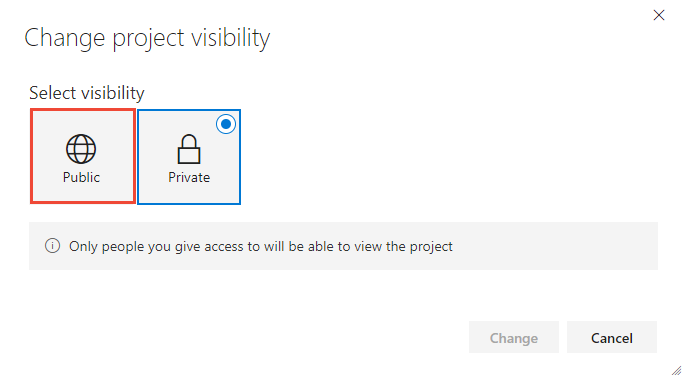 Change project visibility
Select visibility
Public
Private
Only people you give access to will be able to view the project
Change
Cancel